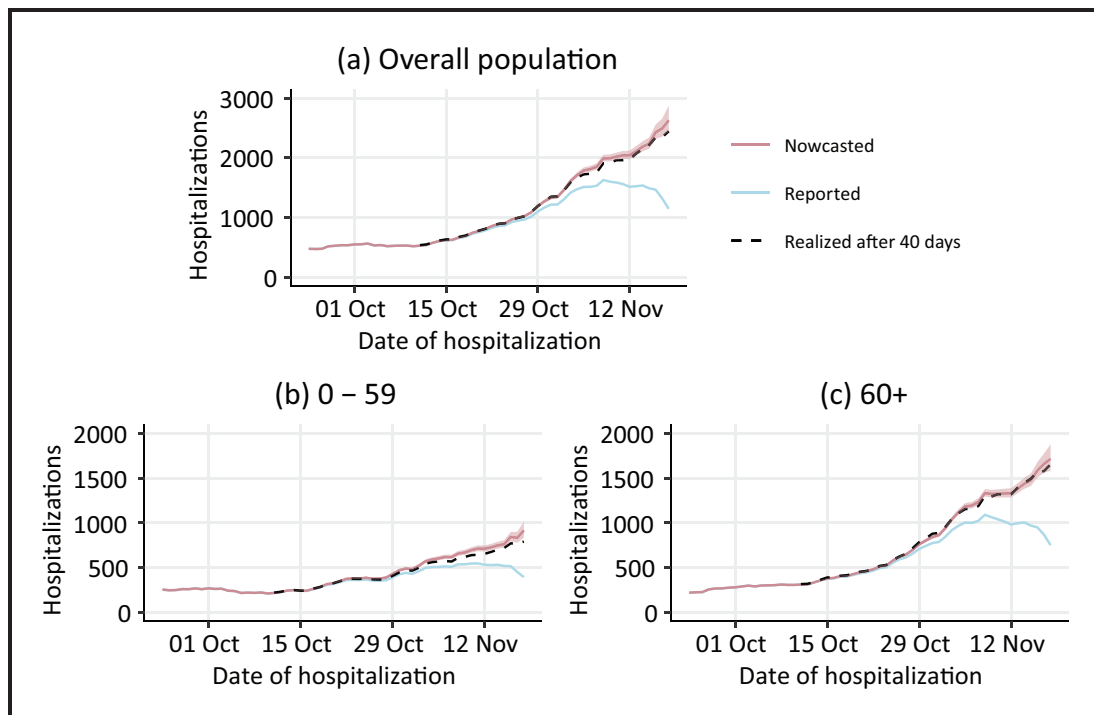 (a) Overall population
Hospitalizations
3000
2000
1000
0
01 Oct
15 Oct
29 Oct
12 Nov
Date of hospitalization
Nowcasted
Reported
Realized after 40 days
(b) 0 – 59
Hospitalizations
2000
1500
1000
500
0
01 Oct
15 Oct
29 Oct
12 Nov
Date of hospitalization
(c) 60+
Hospitalizations
2000
1500
1000
500
0
01 Oct
15 Oct
29 Oct
12 Nov
Date of hospitalization